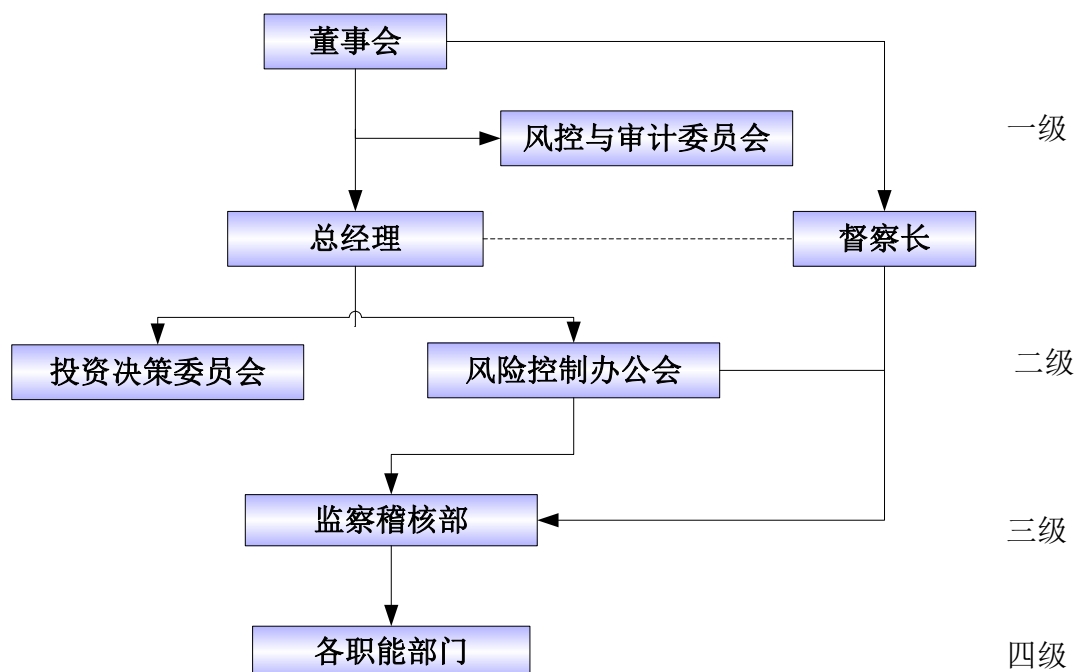 董事会
风控与审计委员会
一级
总经理
督察长
投资决策委员会
风险控制办公会
二级
监察稽核部
三级
各职能部门
四级